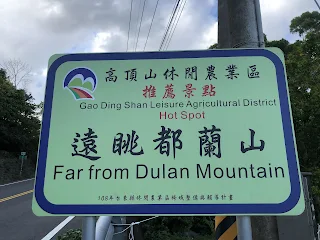 高頂山休閒農業區
推薦景點
Gao Ding Shan Leisure Agricultural District
Hot Spot
遠眺都蘭山
Far from Dulan Mountain